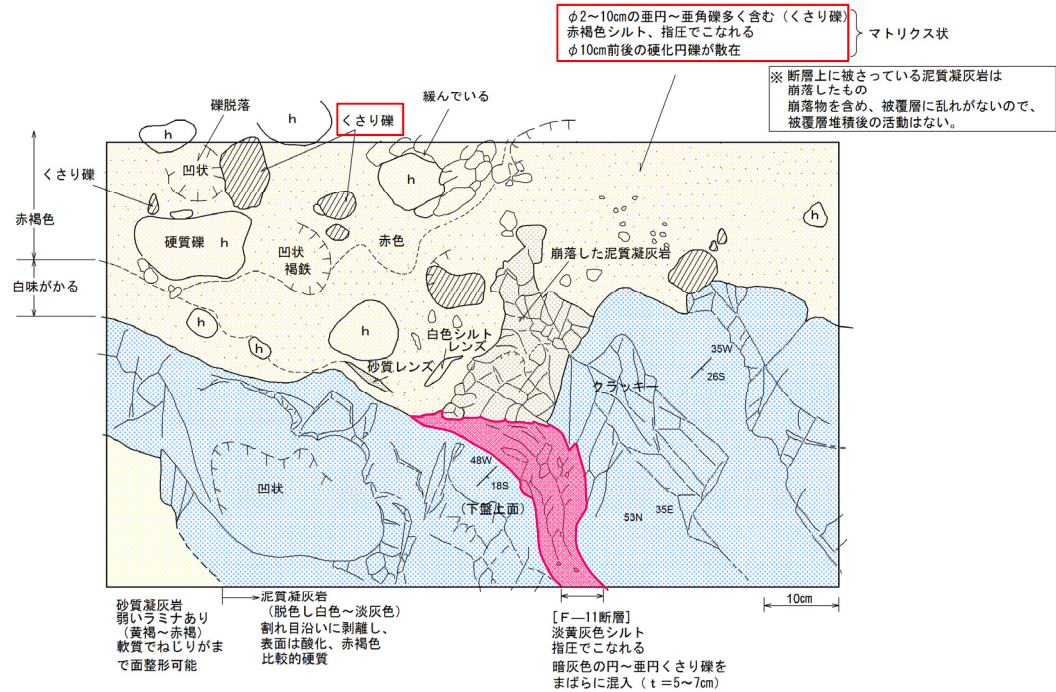 φ2～10cmの亜円～亜角礫多く含む（くさり礫）
赤褐色シルト、指圧でこなれる
φ10cm前後の硬化円礫が散在
マトリクス状
※ 断層上に被さっている泥質凝灰岩は
崩落したもの
崩落物を含め、被覆層に乱れがないので、
被覆層堆積後の活動はない。
礫脱落
緩んでいる
くさり礫
h
h
凹状
h
くさり礫
赤褐色
硬質礫 h
赤色
h
凹状
褐鉄
崩落した泥質凝灰岩
白味がかる
h
h
h
白色シルト
レンズ
砂質レンズ
35W
26S
クラッキー
48W
18S
（下盤上面）
凹状
53N
35E
10cm
砂質凝灰岩
弱いラミナあり
（黄褐～赤褐）
軟質でねじりがま
で面整形可能
泥質凝灰岩
（脱色し白色～淡灰色）
割れ目沿いに剥離し、
表面は酸化、赤褐色
比較的硬質
[Ｆ―11断層]
淡黄灰色シルト
指圧でこなれる
暗灰色の円～亜円くさり礫を
まばらに混入（ｔ＝5～7cm）